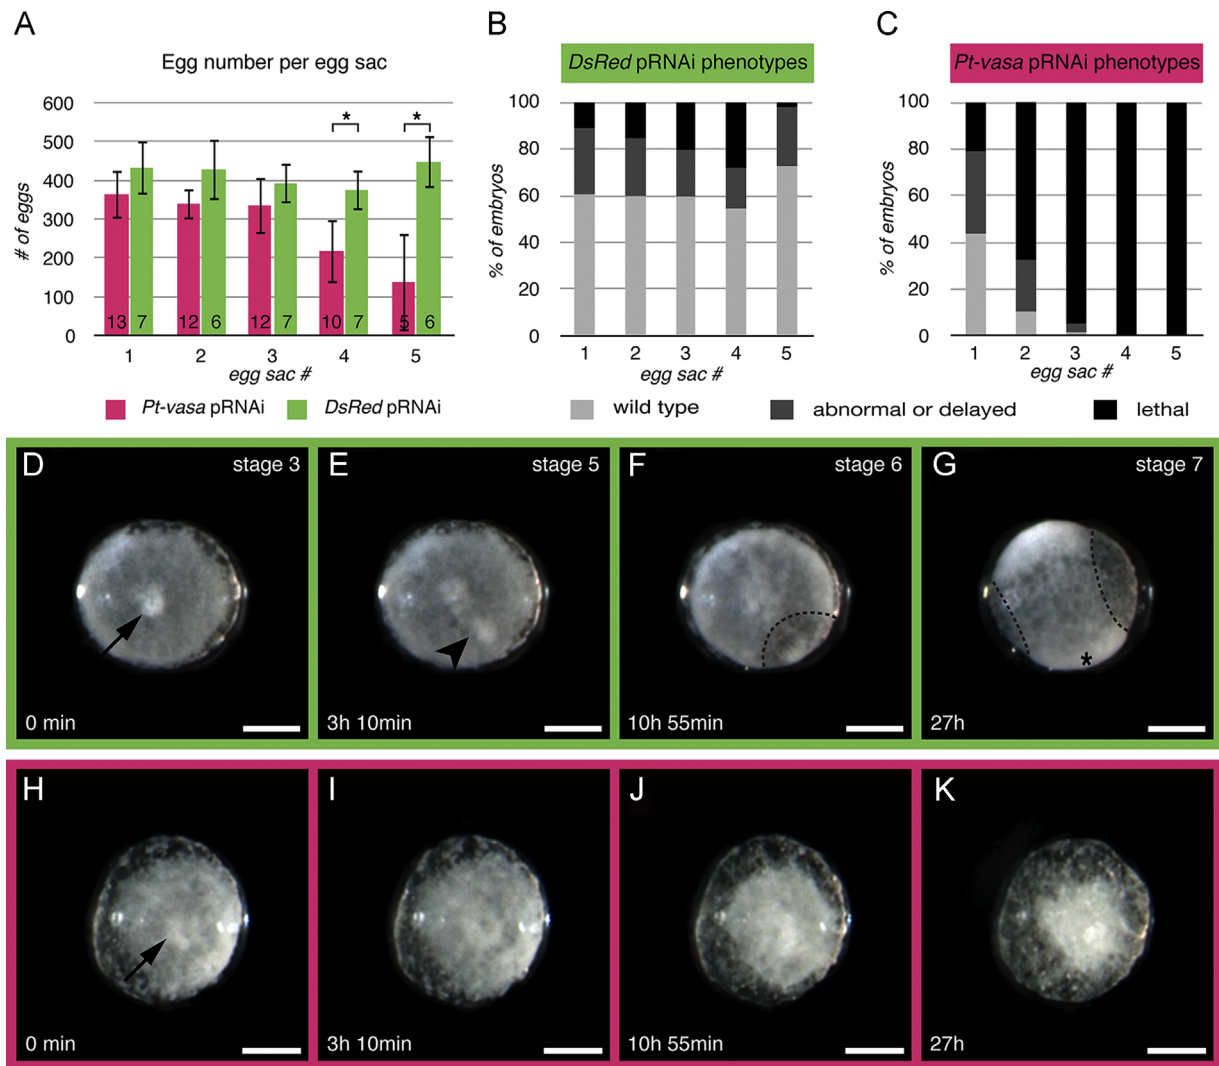 A
B
C
Egg number per egg sac
DsRed pRNAi phenotypes
Pt-vasa pRNAi phenotypes
# of eggs
600
500
400
300
200
100
0
*
*
13 7 12 6 12 7 10 7 5 6
1 2 3 4 5
egg sac #
Pt-vasa pRNAi
DsRed pRNAi
% of embryos
100
80
60
40
20
0
1 2 3 4 5
egg sac #
% of embryos
100
80
60
40
20
0
1 2 3 4 5
egg sac #
wild type
abnormal or delayed
lethal
D
stage 3
0 min
E
stage 5
3h 10min
F
stage 6
10h 55min
G
stage 7
*
27h
H
0 min
I
3h 10min
J
10h 55min
K
27h